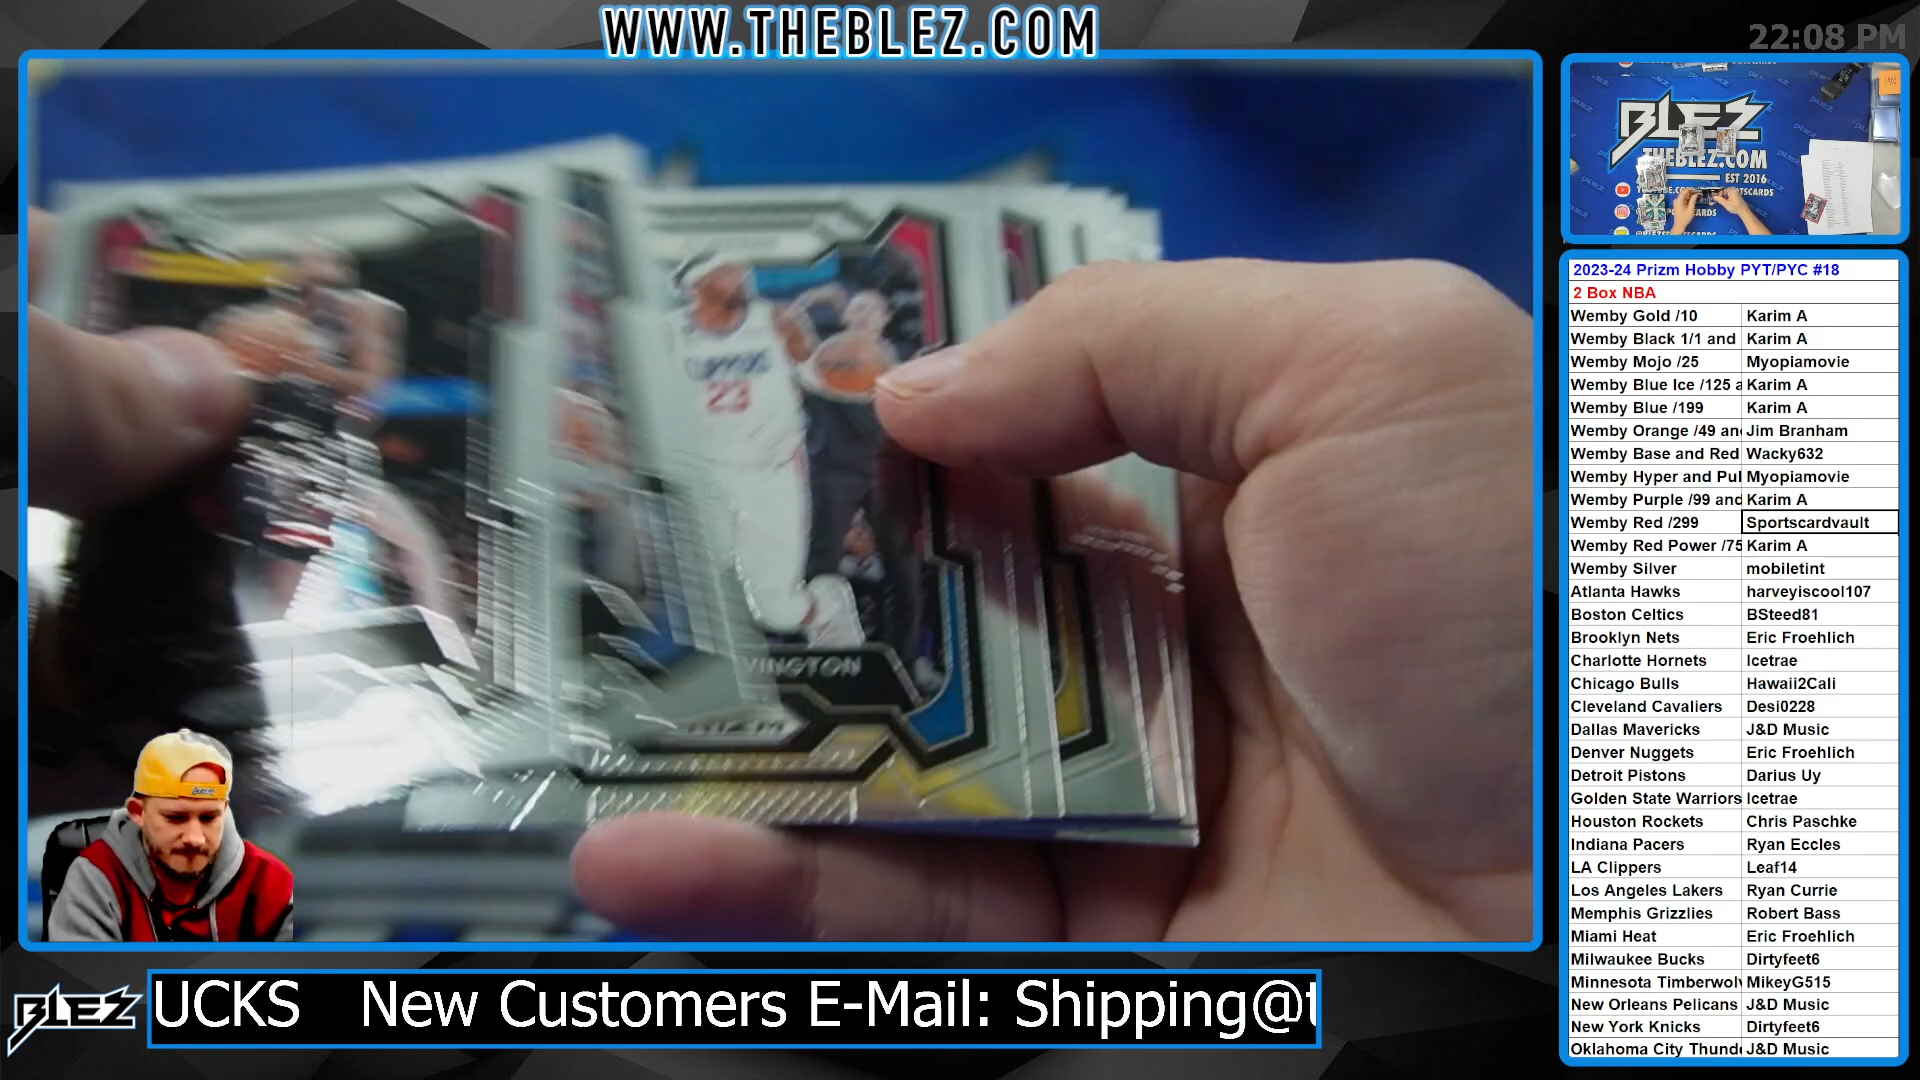 WWW.THEBLEZ.COM
22:08 PM
BLEZ
THEBLEZ.COM
EST 2016
CLIPPERS
23
VINGTON
PRIZM
2023-24 Prizm Hobby PYT/PYC #18
2 Box NBA
Wemby Gold /10 Karim A
Wemby Black 1/1 and Karim A
Wemby Mojo /25 Myopiamovie
Wemby Blue Ice /125 a Karim A
Wemby Blue /199 Karim A
Wemby Orange /49 and Jim Branham
Wemby Base and Red Wacky632
Wemby Hyper and Pul Myopiamovie
Wemby Purple /99 and Karim A
Wemby Red /299 Sportscardvault
Wemby Red Power /75 Karim A
Wemby Silver mobiletint
Atlanta Hawks harveyiscool107
Boston Celtics BSteed81
Brooklyn Nets Eric Froehlich
Charlotte Hornets Icetrae
Chicago Bulls Hawaii2Cali
Cleveland Cavaliers Desi0228
Dallas Mavericks J&D Music
Denver Nuggets Eric Froehlich
Detroit Pistons Darius Uy
Golden State Warriors Icetrae
Houston Rockets Chris Paschke
Indiana Pacers Ryan Eccles
LA Clippers Leaf14
Los Angeles Lakers Ryan Currie
Memphis Grizzlies Robert Bass
Miami Heat Eric Froehlich
Milwaukee Bucks Dirtyfeet6
Minnesota Timberwolv MikeyG515
New Orleans Pelicans J&D Music
New York Knicks Dirtyfeet6
Oklahoma City Thunde J&D Music
BLEZ
UCKS New Customers E-Mail: Shipping@t